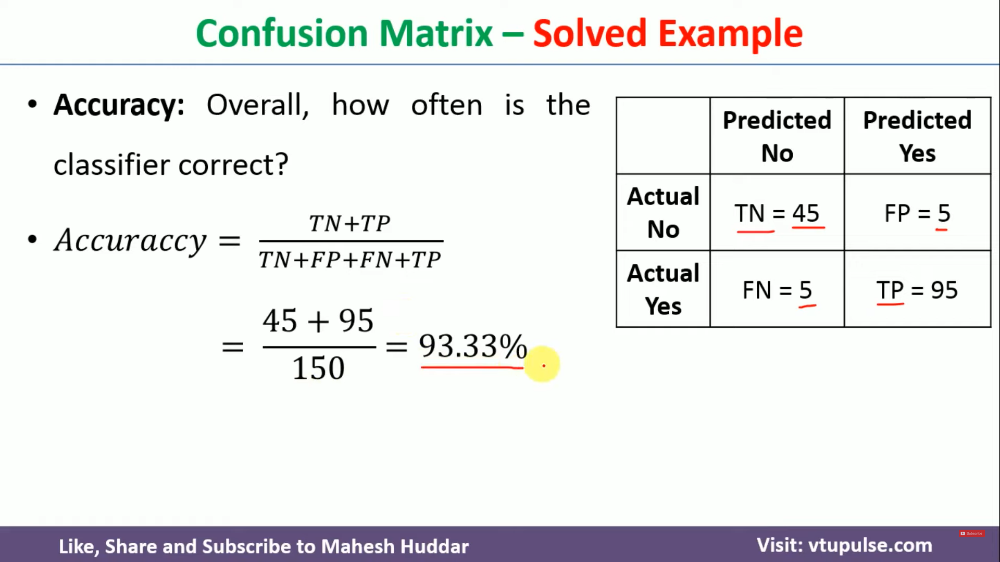 Confusion Matrix – Solved Example
• Accuracy: Overall, how often is the
classifier correct?
• Accuraccy = TN+TP
TN+FP+FN+TP
= 45 + 95
150
= 93.33%
Predicted No
Predicted Yes
Actual No
TN = 45
FP = 5
Actual Yes
FN = 5
TP = 95
Like, Share and Subscribe to Mahesh Huddar
Subscribe
Visit: vtupulse.com